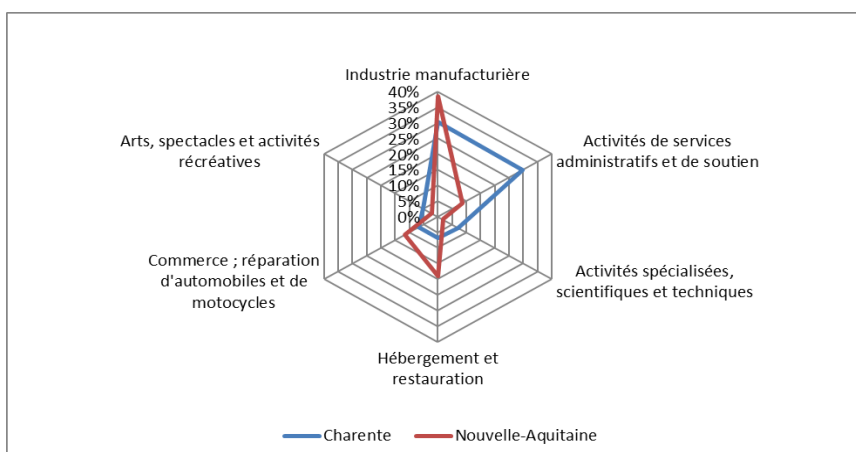 Industrie manufacturière
40%
35%
30%
25%
20%
15%
10%
5%
0%
Activités de services
administratifs et de soutien
Activités spécialisées,
scientifiques et techniques
Hébergement et
restauration
Commerce ; réparation
d'automobiles et de
motocycles
Arts, spectacles et activités
récréatives
Charente
Nouvelle-Aquitaine